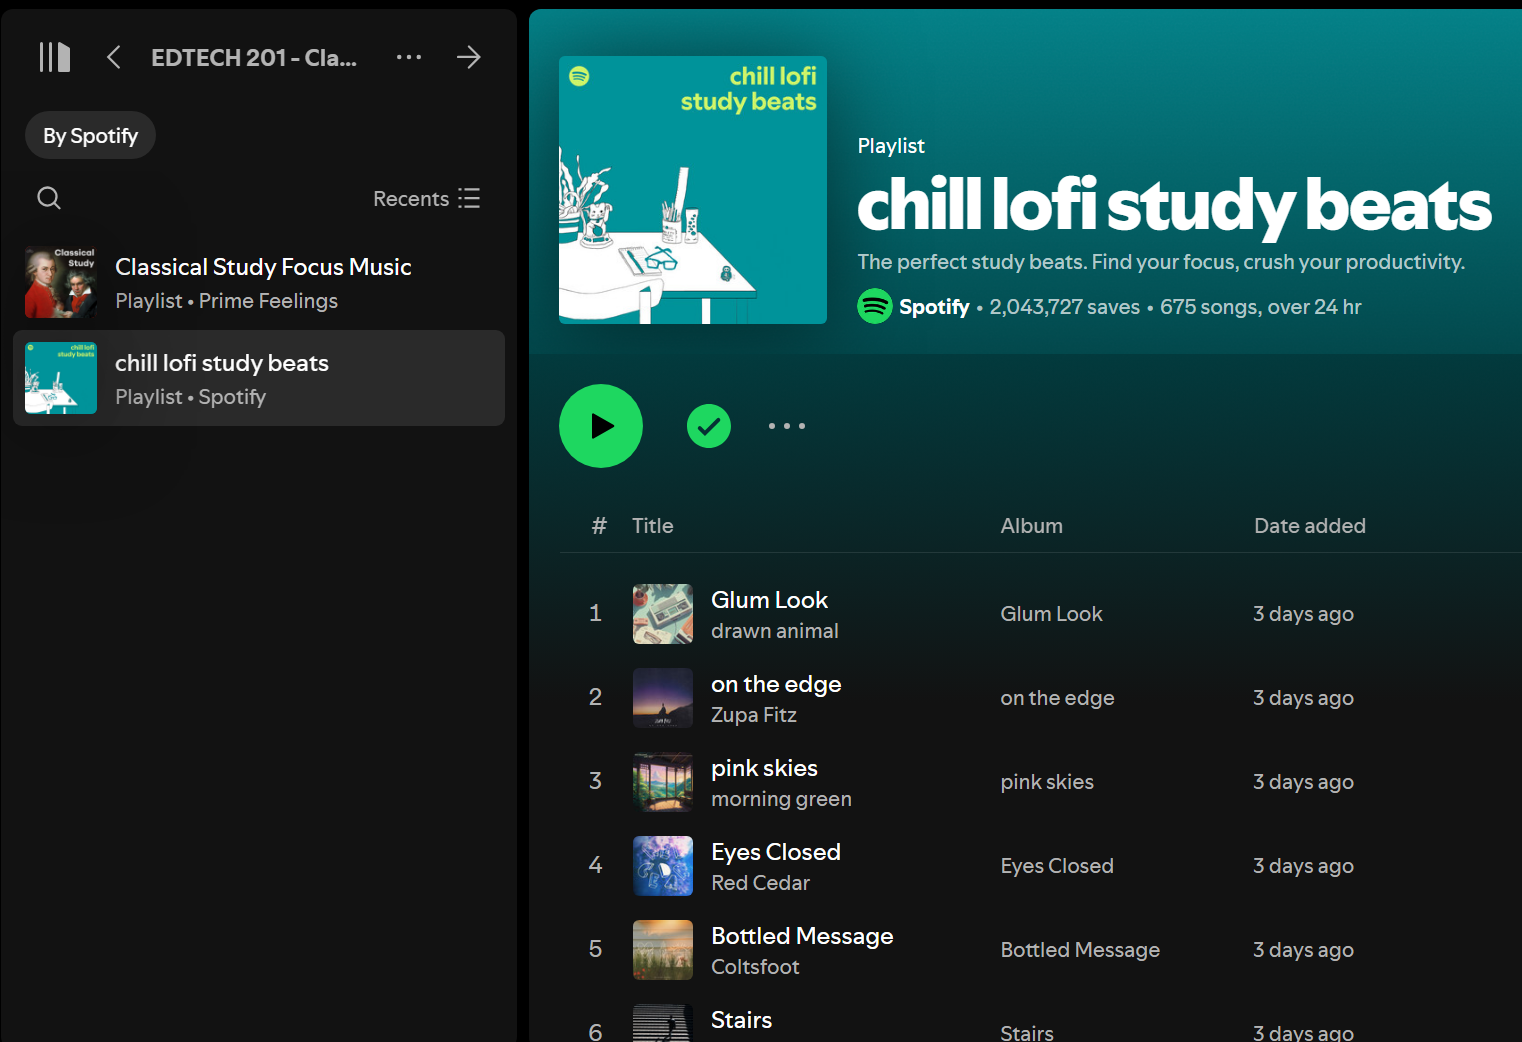 EDTECH 201 - Cla...
By Spotify
Recents
Classical Study
Classical Study Focus Music
Playlist • Prime Feelings
chill lofi study beats
chill lofi study beats
Playlist • Spotify
chill lofi
study beats
Playlist
chill lofi study beats
The perfect study beats. Find your focus, crush your productivity.
Spotify • 2,043,727 saves • 675 songs, over 24 hr
# Title Album Date added
1 Glum Look Glum Look 3 days ago
drawn animal
2 on the edge on the edge 3 days ago
Zupa Fitz
3 pink skies pink skies 3 days ago
morning green
4 Eyes Closed Eyes Closed 3 days ago
Red Cedar
5 Bottled Message Bottled Message 3 days ago
Coltsfoot
6 Stairs Stairs 3 days ago